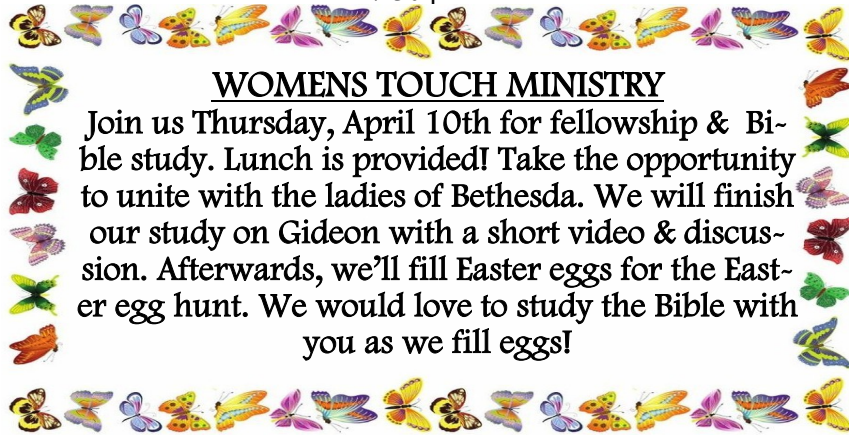 WOMENS TOUCH MINISTRY
Join us Thursday, April 10th for fellowship & Bi~
ble study. Lunch is provided! Take the opportunity
to unite with the ladies of Bethesda. We will finish
our study on Gideon with a short video & discus~
sion. Afterwards, we'll fill Easter eggs for the East~
er egg hunt. We would love to study the Bible with
you as we fill eggs!